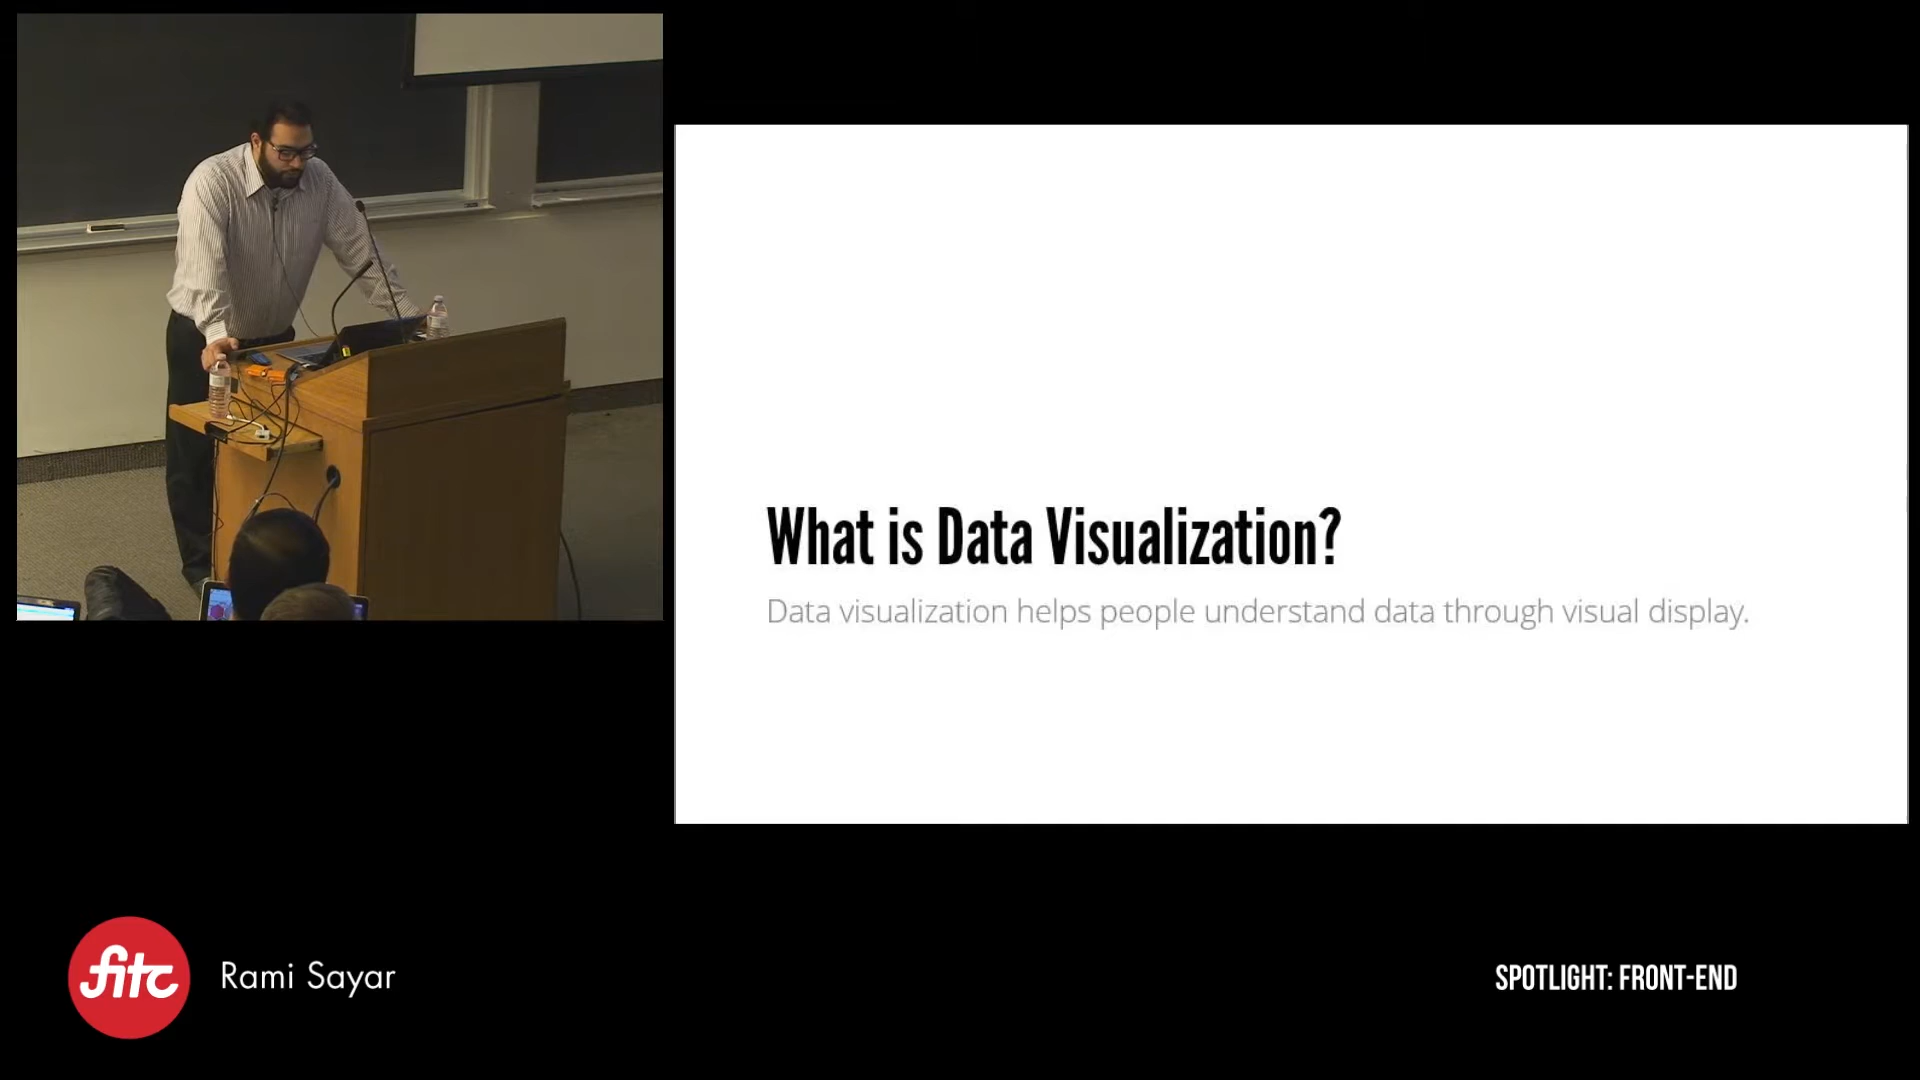 What is Data Visualization?
Data visualization helps people understand data through visual display.
fitc
Rami Sayar
SPOTLIGHT: FRONT-END